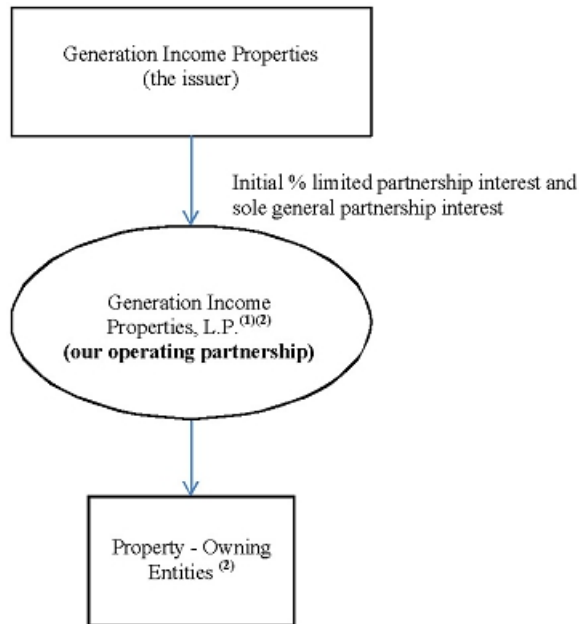 Generation Income Properties
(the issuer)
Initial % limited partnership interest and
sole general partnership interest
Generation Income
Properties, L.P.(1)(2)
(our operating partnership)
Property - Owning
Entities (2)